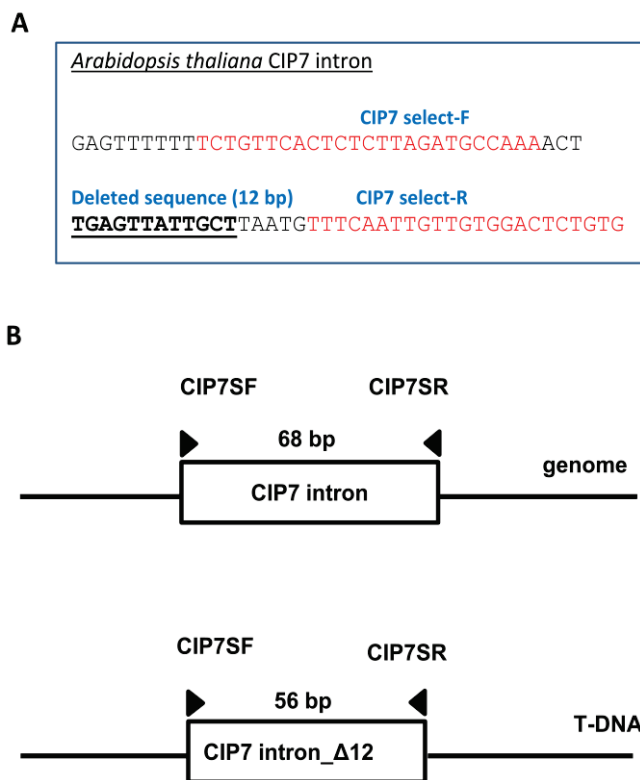 A
Arabidopsis thaliana CIP7 intron
CIP7 select-F
GAGTTTTTTTCTGTTCACTCTCTTAGATGCCAAAACT
Deleted sequence (12 bp)
CIP7 select-R
TGAGTTATTGCTTAATGTTTCAATTGTTGTGGACTCTGTG
B
CIP7SF
CIP7SR
68 bp
genome
CIP7 intron
CIP7SF
CIP7SR
56 bp
T-DNA
CIP7 intron_Δ12